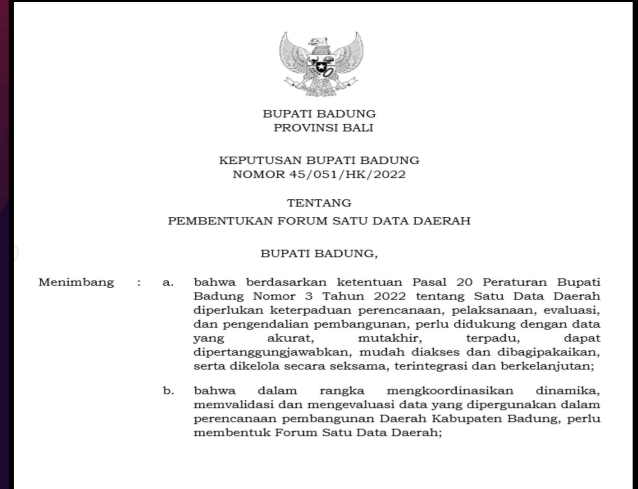 BUPATI BADUNG
PROVINSI BALI
KEPUTUSAN BUPATI BADUNG
NOMOR 45/051/HK/2022
TENTANG
PEMBENTUKAN FORUM SATU DATA DAERAH
BUPATI BADUNG,
Menimbang : a. bahwa berdasarkan ketentuan Pasal 20 Peraturan Bupati
Badung Nomor 3 Tahun 2022 tentang Satu Data Daerah
diperlukan keterpaduan perencanaan, pelaksanaan, evaluasi,
dan pengendalian pembangunan, perlu didukung dengan data
yang akurat, mutakhir, terpadu, dapat
dipertanggungjawabkan, mudah diakses dan dibagipakaikan,
serta dikelola secara seksama, terintegrasi dan berkelanjutan;
b. bahwa dalam rangka mengkoordinasikan dinamika,
memvalidasi dan mengevaluasi data yang dipergunakan dalam
perencanaan pembangunan Daerah Kabupaten Badung, perlu
membentuk Forum Satu Data Daerah;